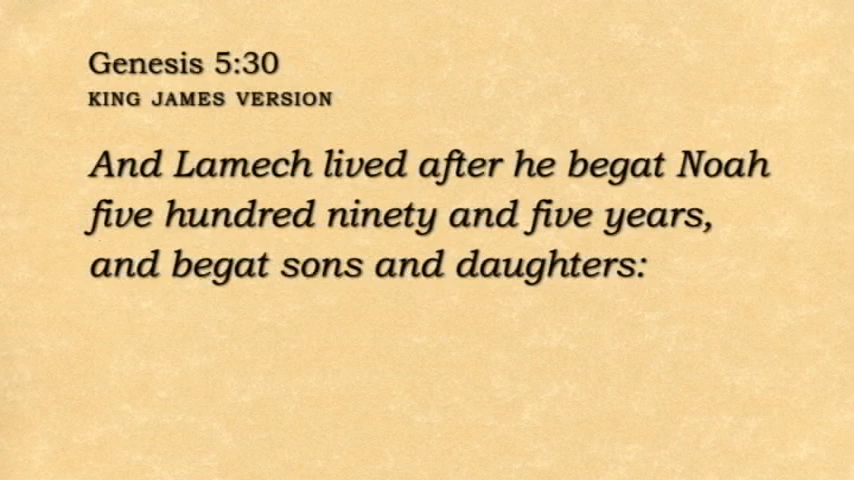 Genesis 5:30
KING JAMES VERSION
And Lamech lived after he begat Noah
five hundred ninety and five years,
and begat sons and daughters: